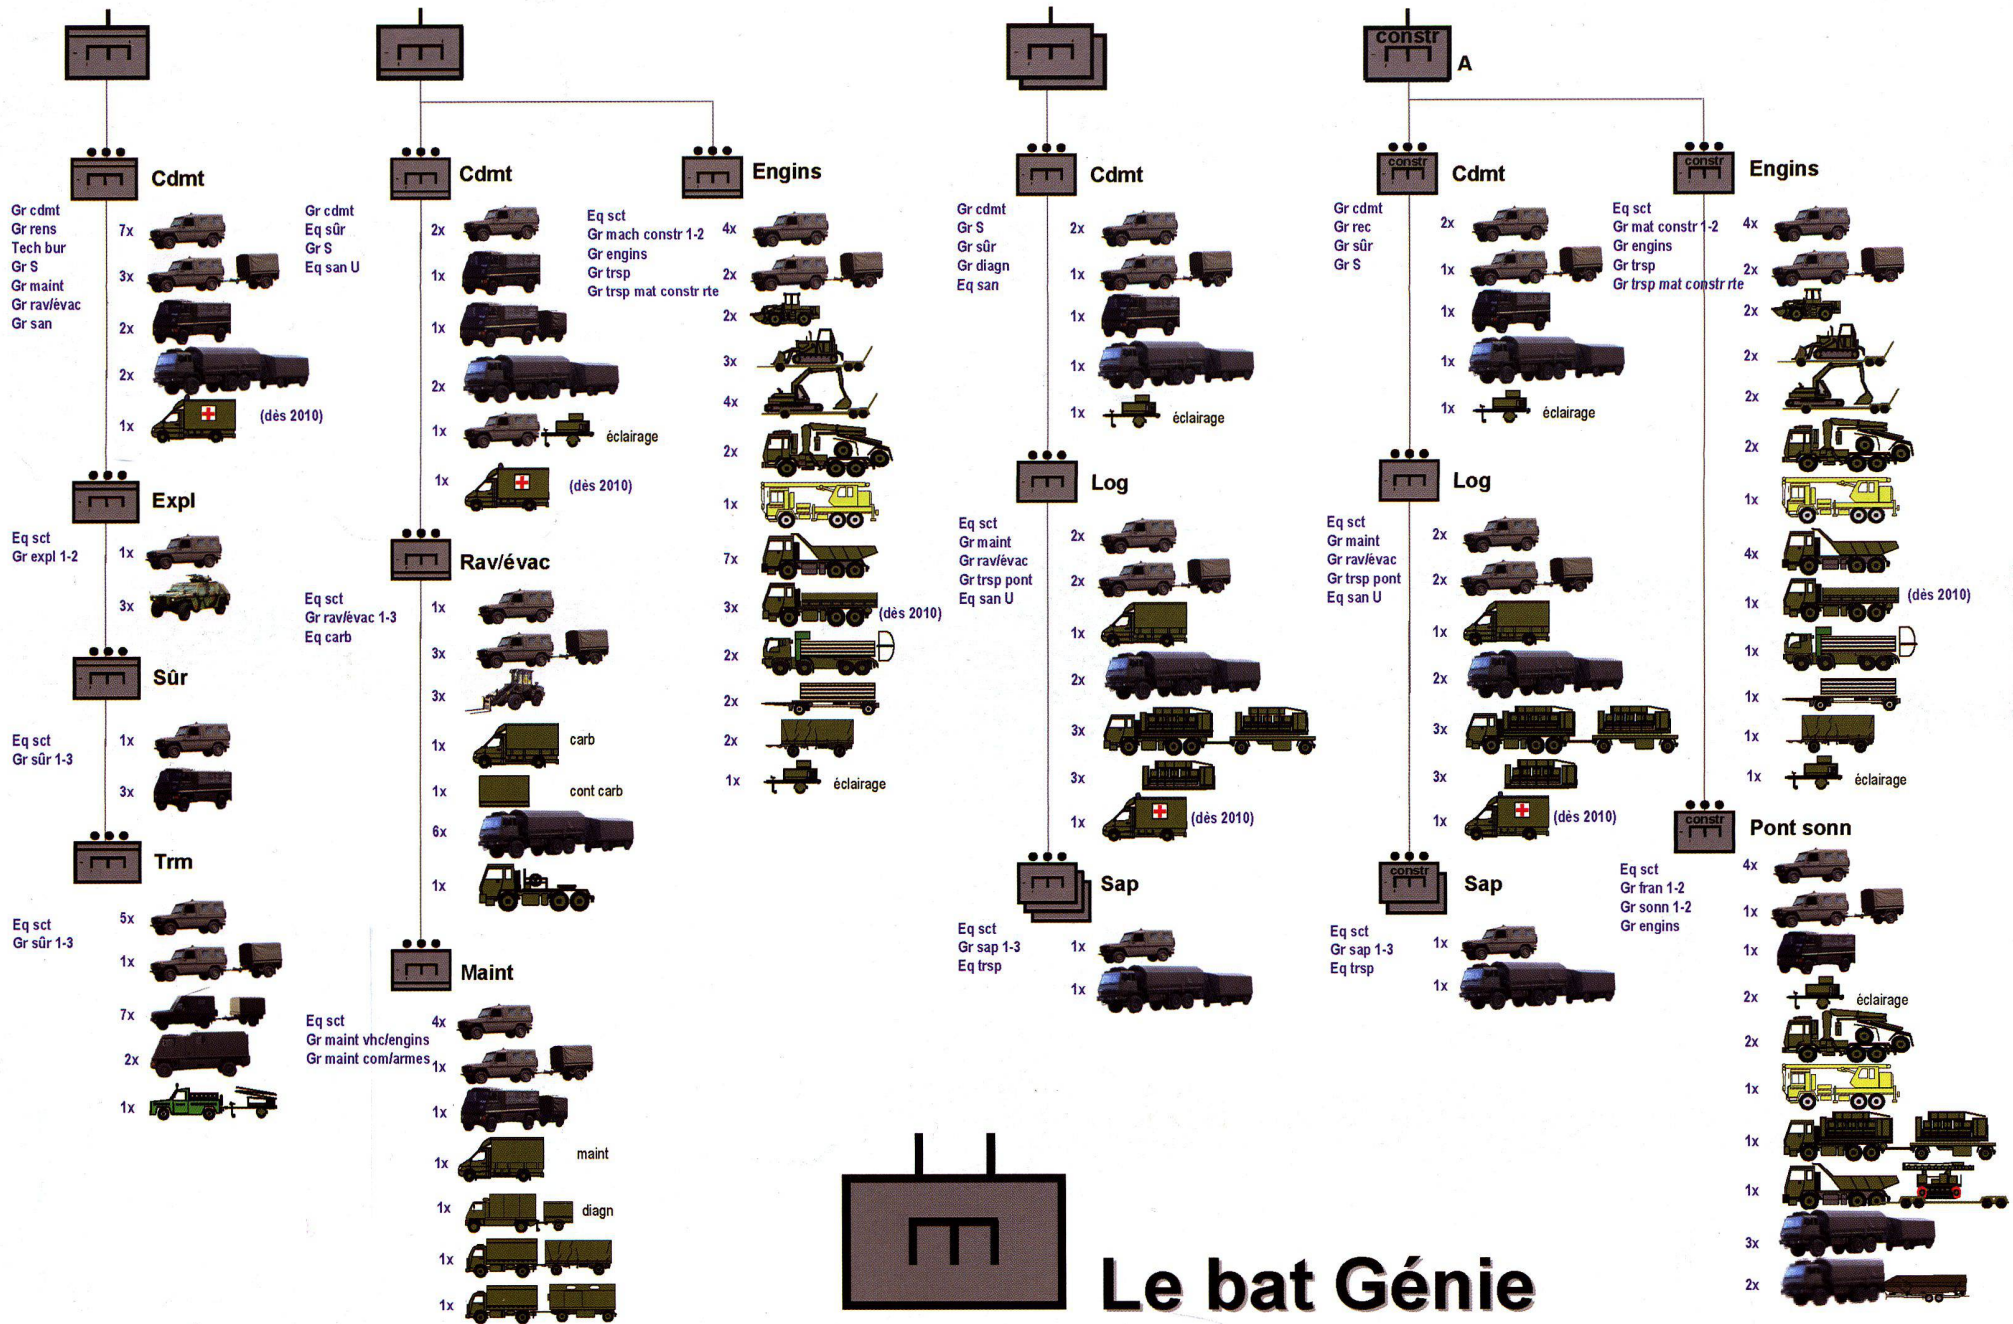 Cdmt
Gr cdmt
Gr rens
Tech bur
Gr S
Gr maint
Gr rav/évac
Gr san
7x
3x
2x
2x
1x
(dès 2010)
Expl
Eq sct
Gr expl 1-2
1x
3x
Sûr
Eq sct
Gr sûr 1-3
1x
3x
Trm
Eq sct
Gr sûr 1-3
5x
1x
7x
2x
1x
Cdmt
Gr cdmt
Eq sûr
Gr S
Eq san U
2x
1x
1x
2x
1x
éclairage
1x
(dès 2010)
Rav/évac
Eq sct
Gr rav/évac 1-3
Eq carb
1x
3x
3x
1x
carb
1x
cont carb
6x
1x
Maint
Eq sct
Gr maint vhc/engins
Gr maint com/armes
4x
1x
1x
1x
maint
1x
diagn
1x
1x
Engins
Eq sct
Gr mach constr 1-2
Gr engins
Gr trsp
Gr trsp mat constr rte
4x
2x
2x
3x
4x
2x
1x
7x
3x
(dès 2010)
2x
2x
2x
1x
éclairage
Cdmt
Gr cdmt
Gr S
Gr sûr
Gr diagn
Eq san
2x
1x
1x
1x
1x
éclairage
Log
Eq sct
Gr maint
Gr rav/évac
Gr trsp pont
Eq san U
2x
2x
1x
2x
3x
3x
1x
(dès 2010)
Sap
Eq sct
Gr sap 1-3
Eq trsp
1x
1x
constr
A
constr
Cdmt
Gr cdmt
Gr rec
Gr sûr
Gr S
2x
1x
1x
1x
1x
éclairage
Log
Eq sct
Gr maint
Gr rav/évac
Gr trsp pont
Eq san U
2x
2x
1x
2x
3x
3x
1x
(dès 2010)
constr
Sap
Eq sct
Gr sap 1-3
Eq trsp
1x
1x
constr
Engins
Eq sct
Gr mat constr 1-2
Gr engins
Gr trsp
Gr trsp mat constr rte
4x
2x
2x
2x
2x
2x
1x
4x
1x
(dès 2010)
1x
1x
1x
1x
éclairage
constr
Pont sonn
Eq sct
Gr fran 1-2
Gr sonn 1-2
Gr engins
4x
1x
1x
2x
éclairage
2x
1x
1x
1x
3x
2x
Le bat Génie